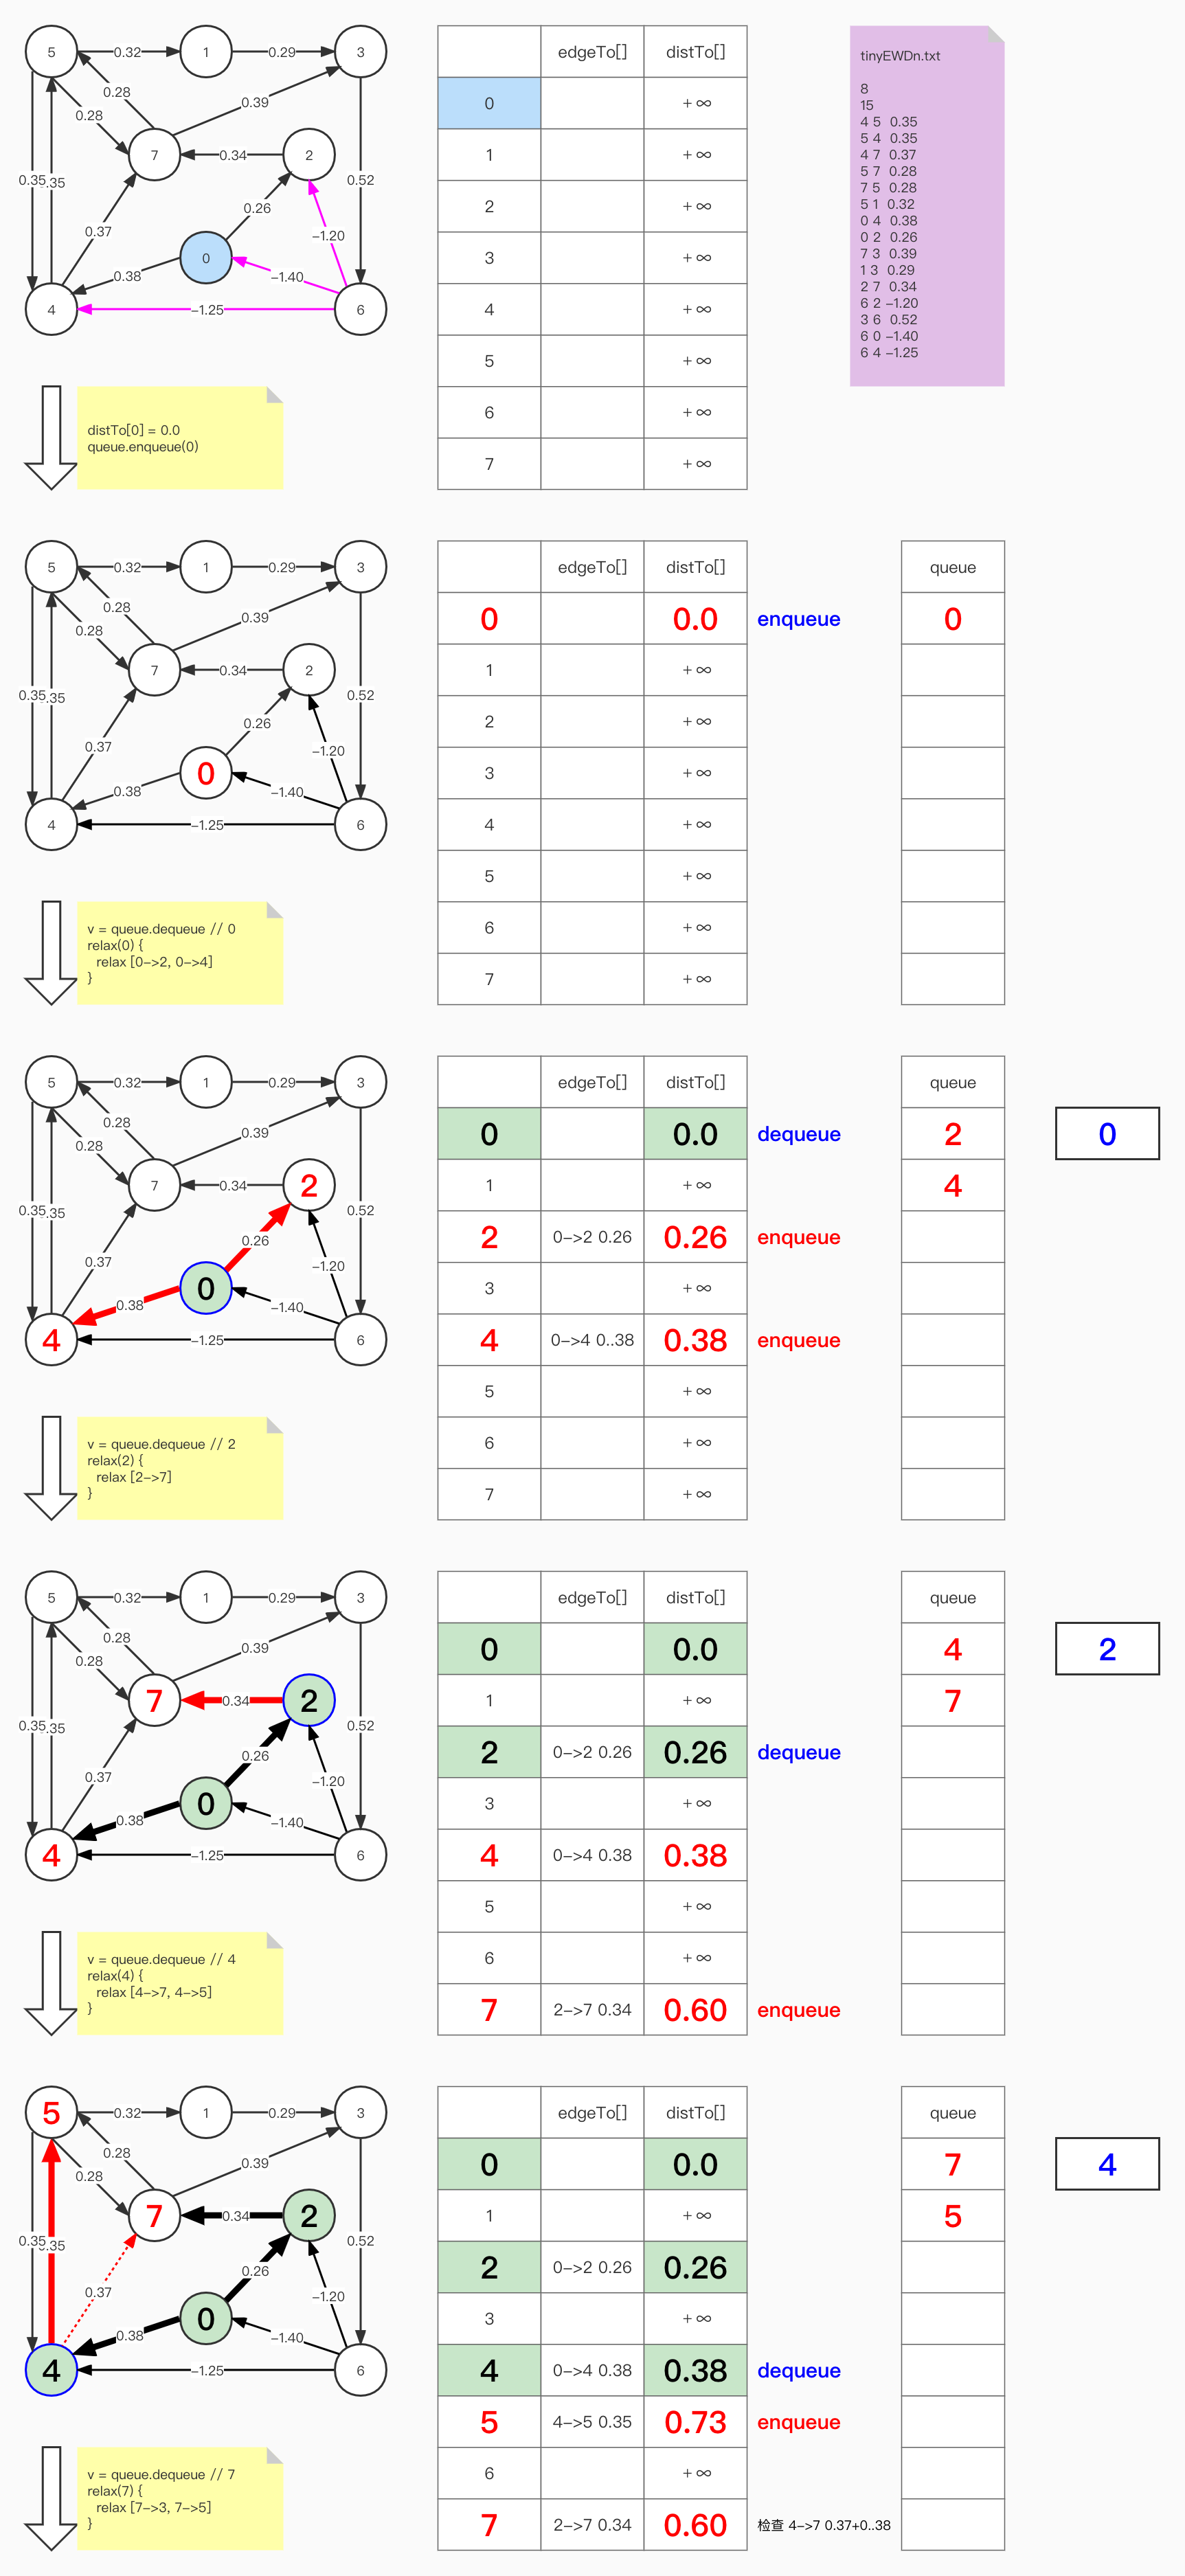 5 0.32 1 0.29 3
0.28
0.39
0.28
7 0.34 2
0.35 .35 0.52
0.26
0.37 –1.20
0
0.38 –1.40
4 –1.25 6
edgeTo[] distTo[]
0 +∞
1 +∞
2 +∞
3 +∞
4 +∞
5 +∞
6 +∞
7 +∞
tinyEWDn.txt
8
15
4 5 0.35
5 4 0.35
4 7 0.37
5 7 0.28
7 5 0.28
5 1 0.32
0 4 0.38
0 2 0.26
7 3 0.39
1 3 0.29
2 7 0.34
6 2 –1.20
3 6 0.52
6 0 –1.40
6 4 –1.25
distTo[0] = 0.0
queue.enqueue(0)
5 0.32 1 0.29 3
0.28
0.39
0.28
7 0.34 2
0.35 .35 0.52
0.26
0.37 –1.20
0
0.38 –1.40
4 –1.25 6
edgeTo[] distTo[]
0 0.0 enqueue
1 +∞
2 +∞
3 +∞
4 +∞
5 +∞
6 +∞
7 +∞
queue
0
v = queue.dequeue // 0
relax(0) {
relax [0–>2, 0–>4]
}
5 0.32 1 0.29 3
0.28
0.39
0.28
7 0.34 2
0.35 .35 0.52
0.26
0.37 –1.20
0
0.38 –1.40
4 –1.25 6
edgeTo[] distTo[]
0 0.0 dequeue
1 +∞
2 0–>2 0.26 0.26 enqueue
3 +∞
4 0–>4 0..38 0.38 enqueue
5 +∞
6 +∞
7 +∞
queue
2
4
0
v = queue.dequeue // 2
relax(2) {
relax [2–>7]
}
5 0.32 1 0.29 3
0.28
0.39
0.28
7 0.34 2
0.35 .35 0.52
0.26
0.37 –1.20
0
0.38 –1.40
4 –1.25 6
edgeTo[] distTo[]
0 0.0
1 +∞
2 0–>2 0.26 0.26 dequeue
3 +∞
4 0–>4 0.38 0.38
5 +∞
6 +∞
7 2–>7 0.34 0.60 enqueue
queue
4
7
2
v = queue.dequeue // 4
relax(4) {
relax [4–>7, 4–>5]
}
5 0.32 1 0.29 3
0.28
0.39
0.28
7 0.34 2
0.35 .35 0.52
0.26
0.37 –1.20
0
0.38 –1.40
4 –1.25 6
edgeTo[] distTo[]
0 0.0
1 +∞
2 0–>2 0.26 0.26
3 +∞
4 0–>4 0.38 0.38 dequeue
5 4–>5 0.35 0.73 enqueue
6 +∞
7 2–>7 0.34 0.60 检查 4–>7 0.37+0..38
queue
7
5
4
v = queue.dequeue // 7
relax(7) {
relax [7–>3, 7–>5]
}